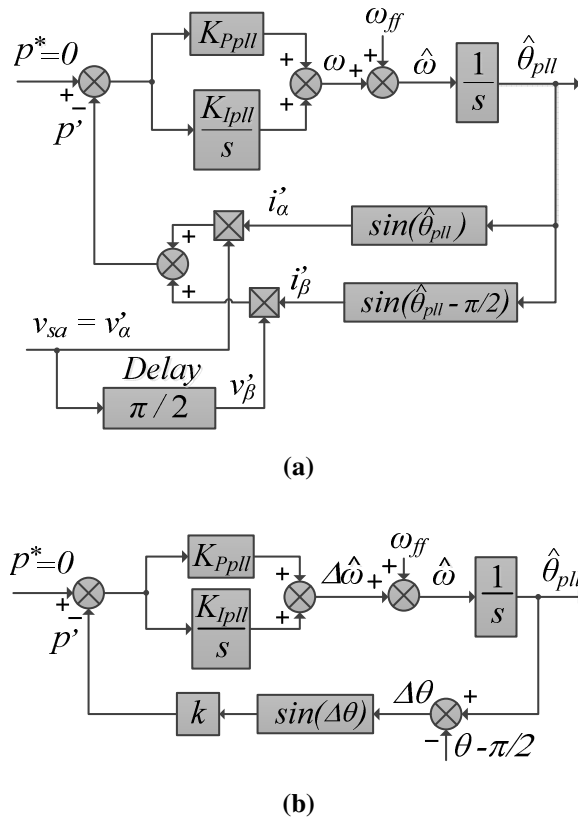 p*=0
K_Ppll
ω_ff
+
+
ω
+
+
ω̂
1/s
θ̂_pll
+
−
p'
K_Ipll/s
+
i'_α
sin(θ̂_pll)
+
+
i'_β
sin(θ̂_pll - π/2)
v_sa = v'_α
Delay
π / 2
v'_β
(a)
p*=0
K_Ppll
ω_ff
+
+
Δω̂
+
ω̂
1/s
θ̂_pll
+
−
p'
K_Ipll/s
+
k
sin(Δθ)
Δθ
+
−
θ -π/2
(b)